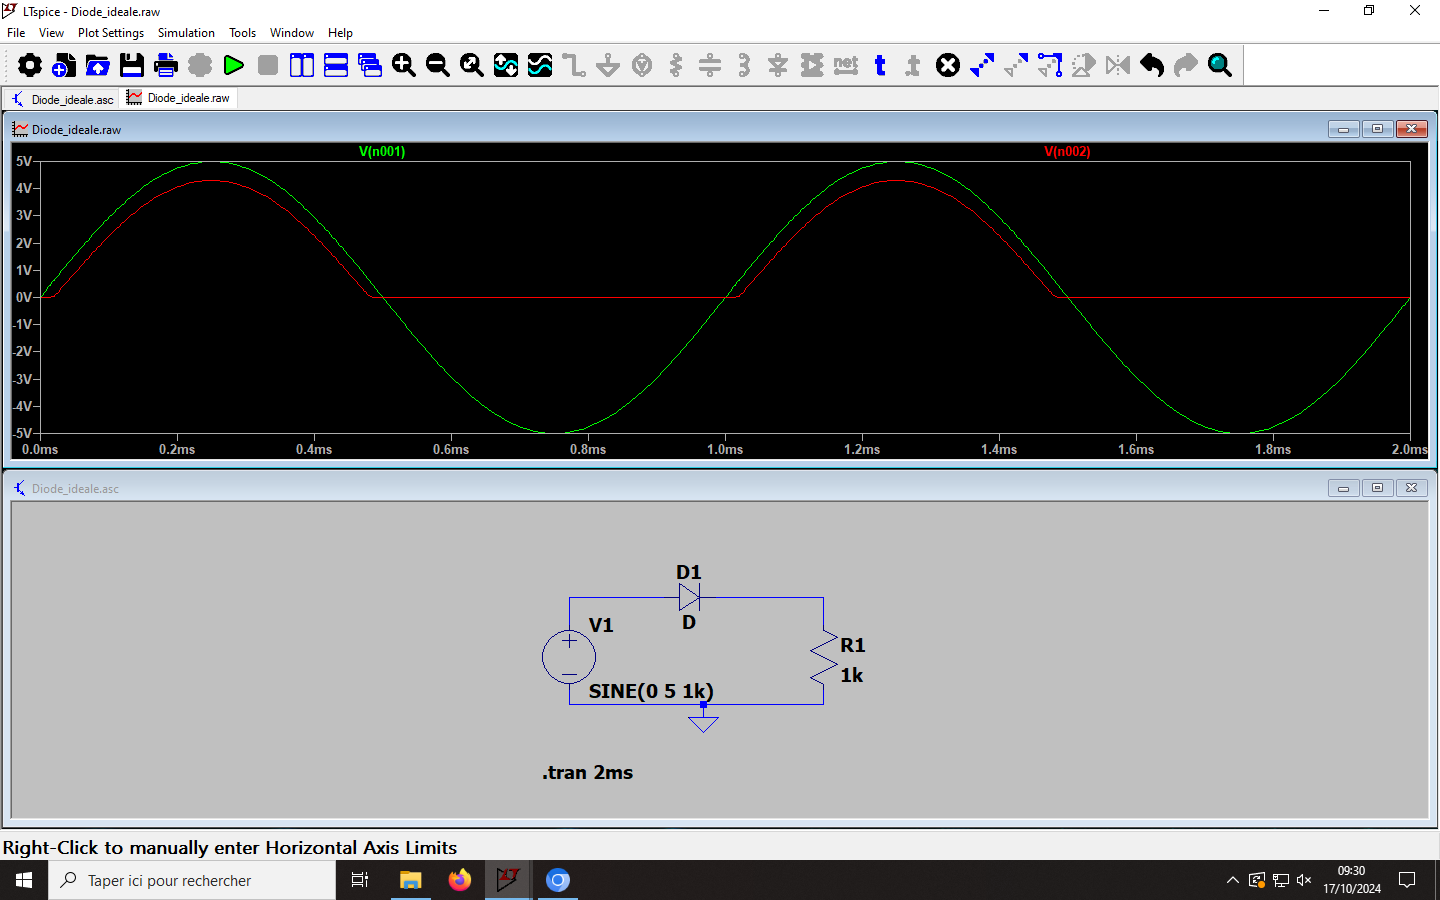 LTspice - Diode_ideale.raw
File View Plot Settings Simulation Tools Window Help
net t t
Diode_ideale.asc Diode_ideale.raw
Diode_ideale.raw
V(n001) V(n002)
5V
4V
3V
2V
1V
0V
-1V
-2V
-3V
-4V
-5V
0.0ms 0.2ms 0.4ms 0.6ms 0.8ms 1.0ms 1.2ms 1.4ms 1.6ms 1.8ms 2.0ms
Diode_ideale.asc
D1
D
V1
R1
1k
SINE(0 5 1k)
.tran 2ms
Right-Click to manually enter Horizontal Axis Limits
Taper ici pour rechercher
09:30
17/10/2024